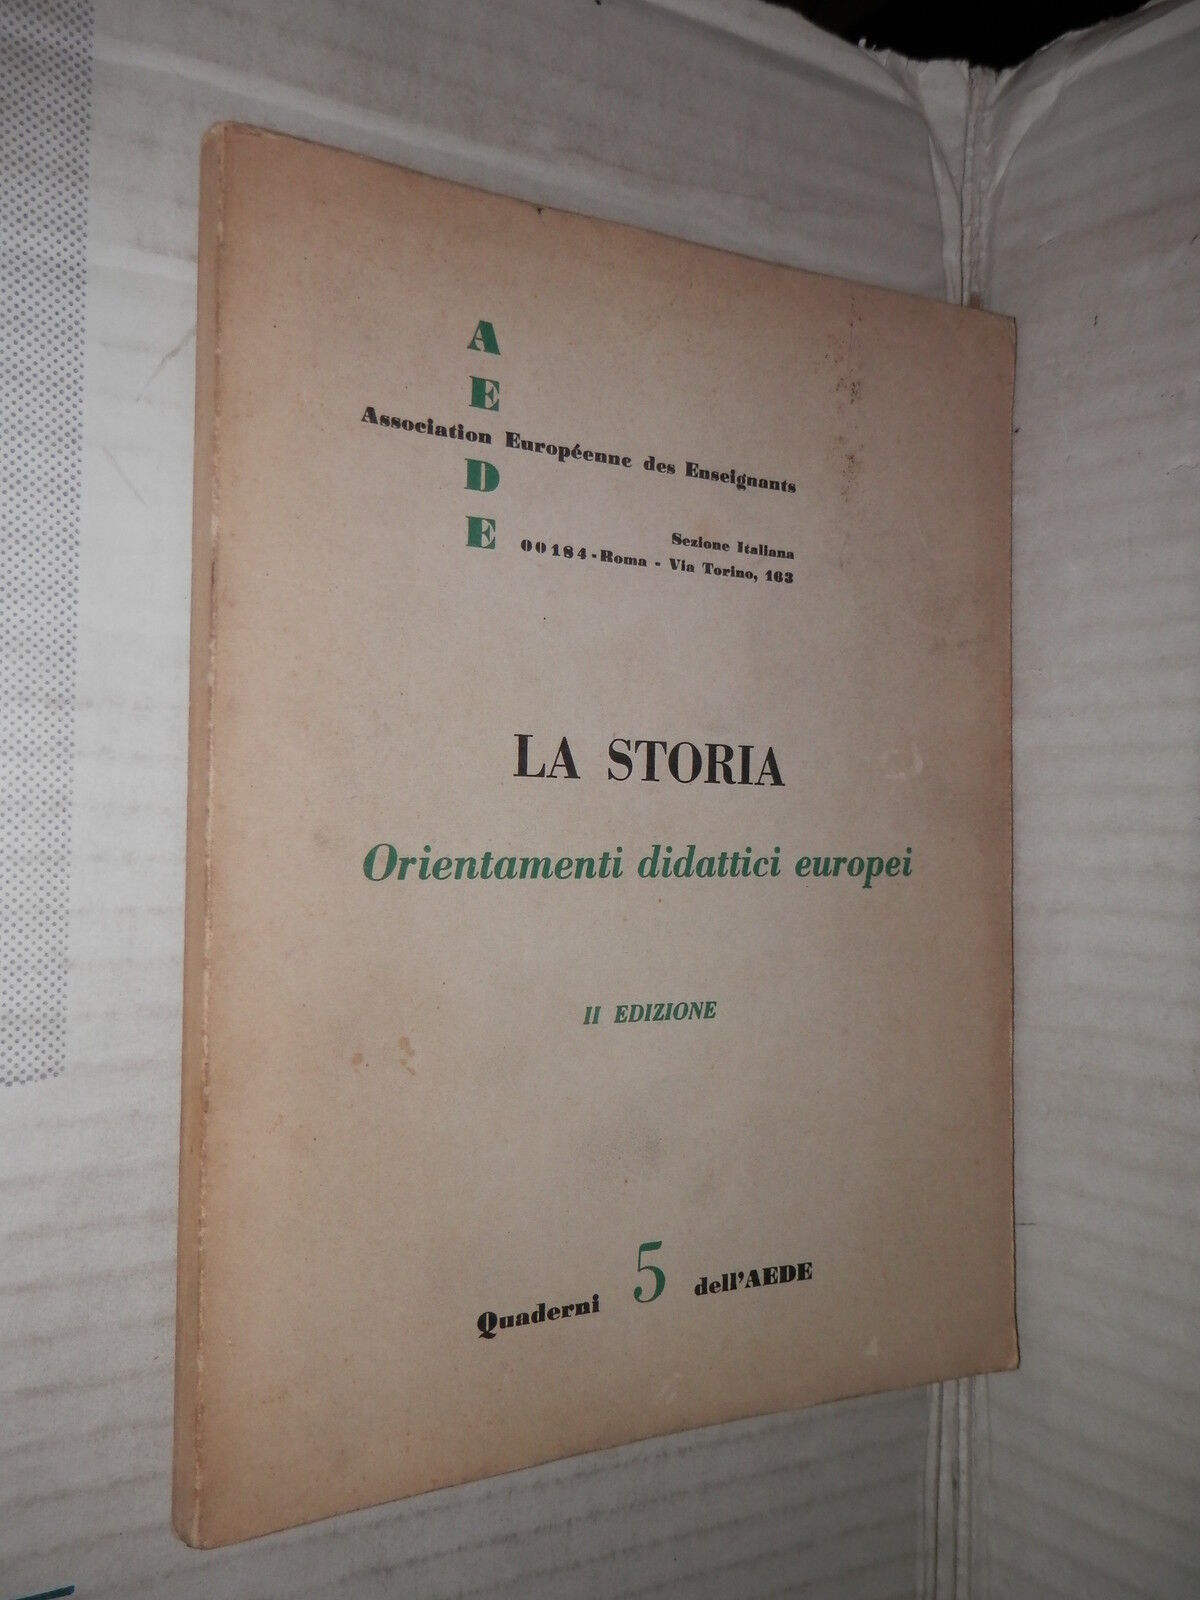 A
E
Association Européenne des Enseignants
D
Sezione Italiana
E 00184 - Roma - Via Torino, 163
LA STORIA
Orientamenti didattici europei
II EDIZIONE
Quaderni 5 dell'AEDE